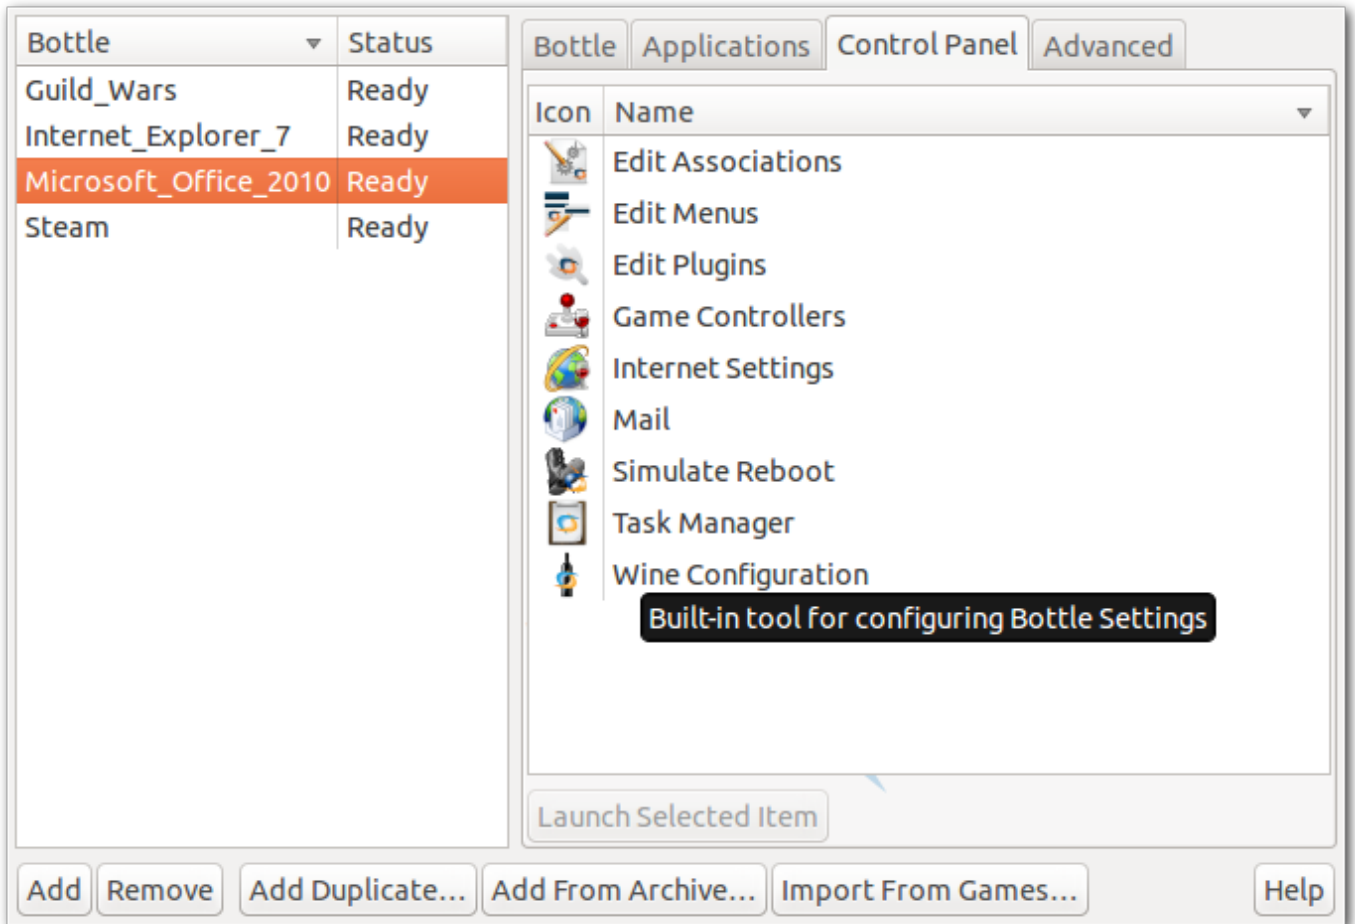 Bottle Status
Guild_Wars Ready
Internet_Explorer_7 Ready
Microsoft_Office_2010 Ready
Steam Ready
Bottle Applications Control Panel Advanced
Icon Name
Edit Associations
Edit Menus
Edit Plugins
Game Controllers
Internet Settings
Mail
Simulate Reboot
Task Manager
Wine Configuration
Built-in tool for configuring Bottle Settings
Launch Selected Item
Add Remove Add Duplicate... Add From Archive... Import From Games... Help